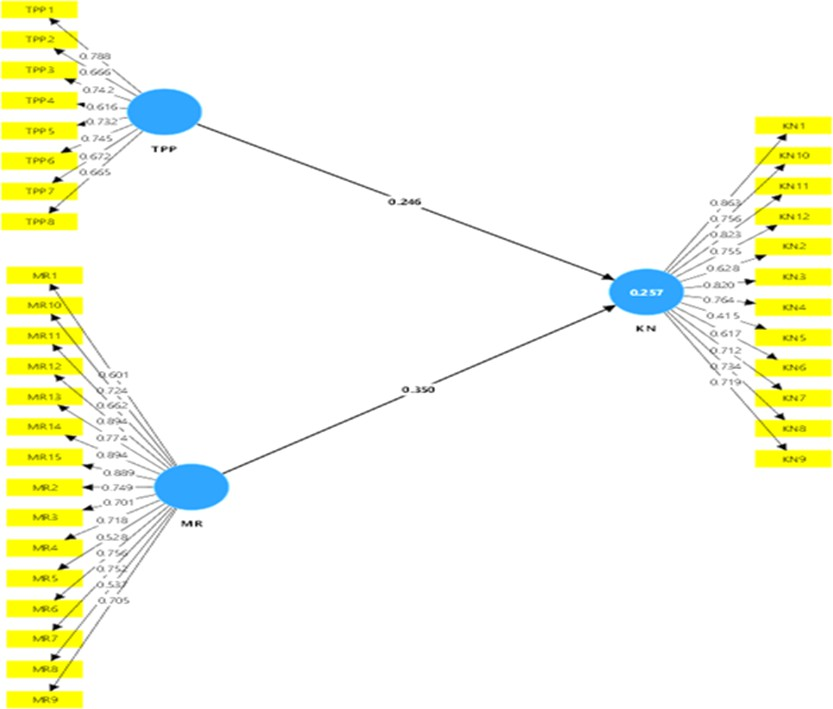 TPP1
TPP2
TPP3
TPP4
TPP5
TPP6
TPP7
TPP8
0.788
0.666
0.742
0.616
0.732
0.745
0.672
0.665
TPP
0.246
MR1
MR10
MR11
MR12
MR13
MR14
MR15
MR2
MR3
MR4
MR5
MR6
MR7
MR8
MR9
0.601
0.724
0.662
0.894
0.774
0.894
0.889
0.749
0.701
0.718
0.528
0.756
0.752
0.537
0.705
MR
0.350
0.257
KN
0.863
0.756
0.823
0.755
0.628
0.820
0.764
0.415
0.617
0.712
0.734
0.719
KN1
KN10
KN11
KN12
KN2
KN3
KN4
KN5
KN6
KN7
KN8
KN9